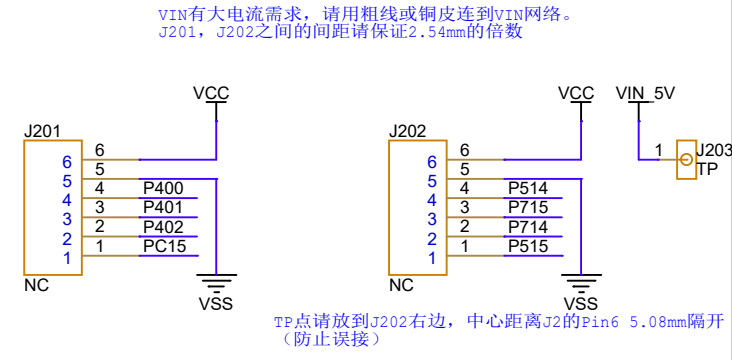 VIN有大电流需求，请用粗线或铜皮连到VIN网络。
J201，J202之间的间距请保证2.54mm的倍数
VCC
J201
6 6
5 5
4 4 P400
3 3 P401
2 2 P402
1 1 PC15
NC
VSS
VCC
J202
6 6
5 5
4 4 P514
3 3 P715
2 2 P714
1 1 P515
NC
VSS
VIN_5V
1
J203
TP
TP点请放到J202右边，中心距离J2的Pin6 5.08mm隔开
（防止误接）